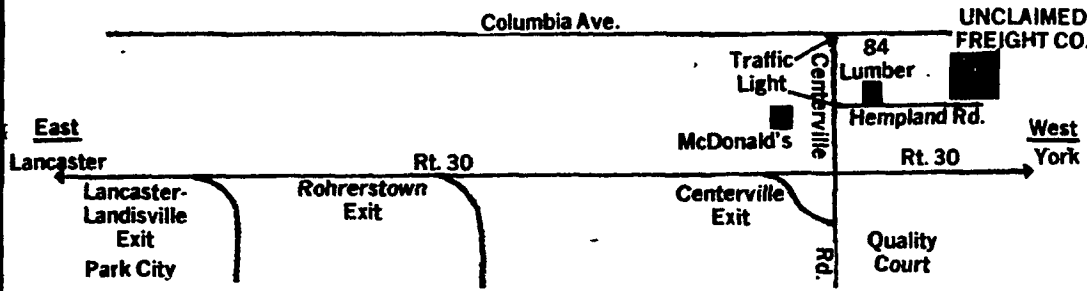 Columbia Ave.
UNCLAIMED
FREIGHT CO.
Traffic
Light
Centerville
84
Lumber
Hempland Rd.
McDonald's
East
Lancaster
Rt. 30
Rt. 30
West
York
Lancaster-
Landisville
Exit
Rohrerstown
Exit
Centerville
Exit
Park City
Rd.
Quality
Court